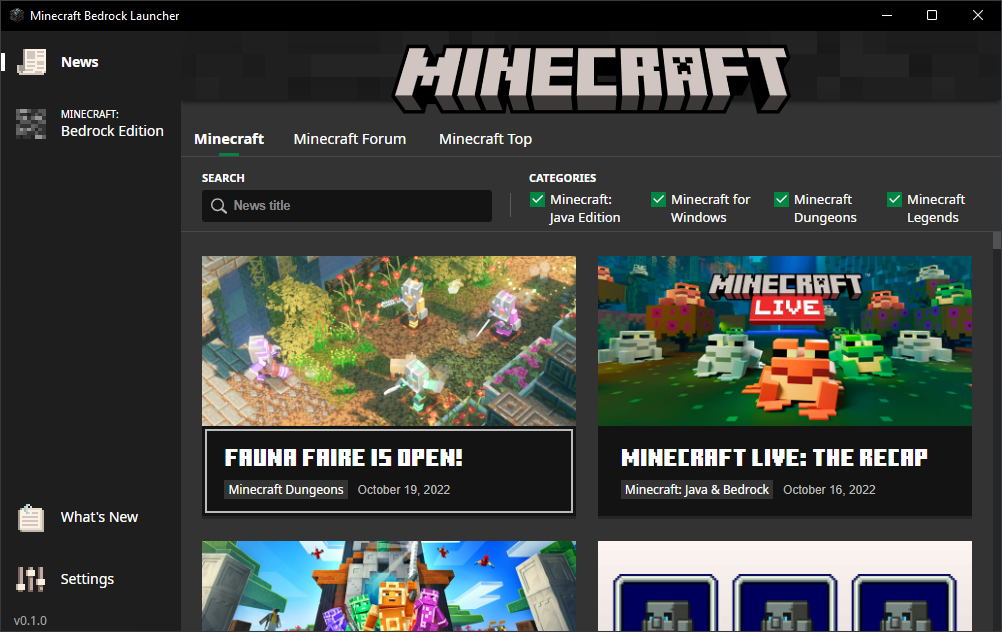 Minecraft Bedrock Launcher
News
MINECRAFT:
Bedrock Edition
What's New
Settings
v0.1.0
MINECRAFT
Minecraft
Minecraft Forum
Minecraft Top
SEARCH
News title
CATEGORIES
Minecraft:
Java Edition
Minecraft for
Windows
Minecraft
Dungeons
Minecraft
Legends
FAUNA FAIRE IS OPEN!
Minecraft Dungeons
October 19, 2022
MINECRAFT
LIVE
MINECRAFT LIVE: THE RECAP
Minecraft: Java & Bedrock
October 16, 2022